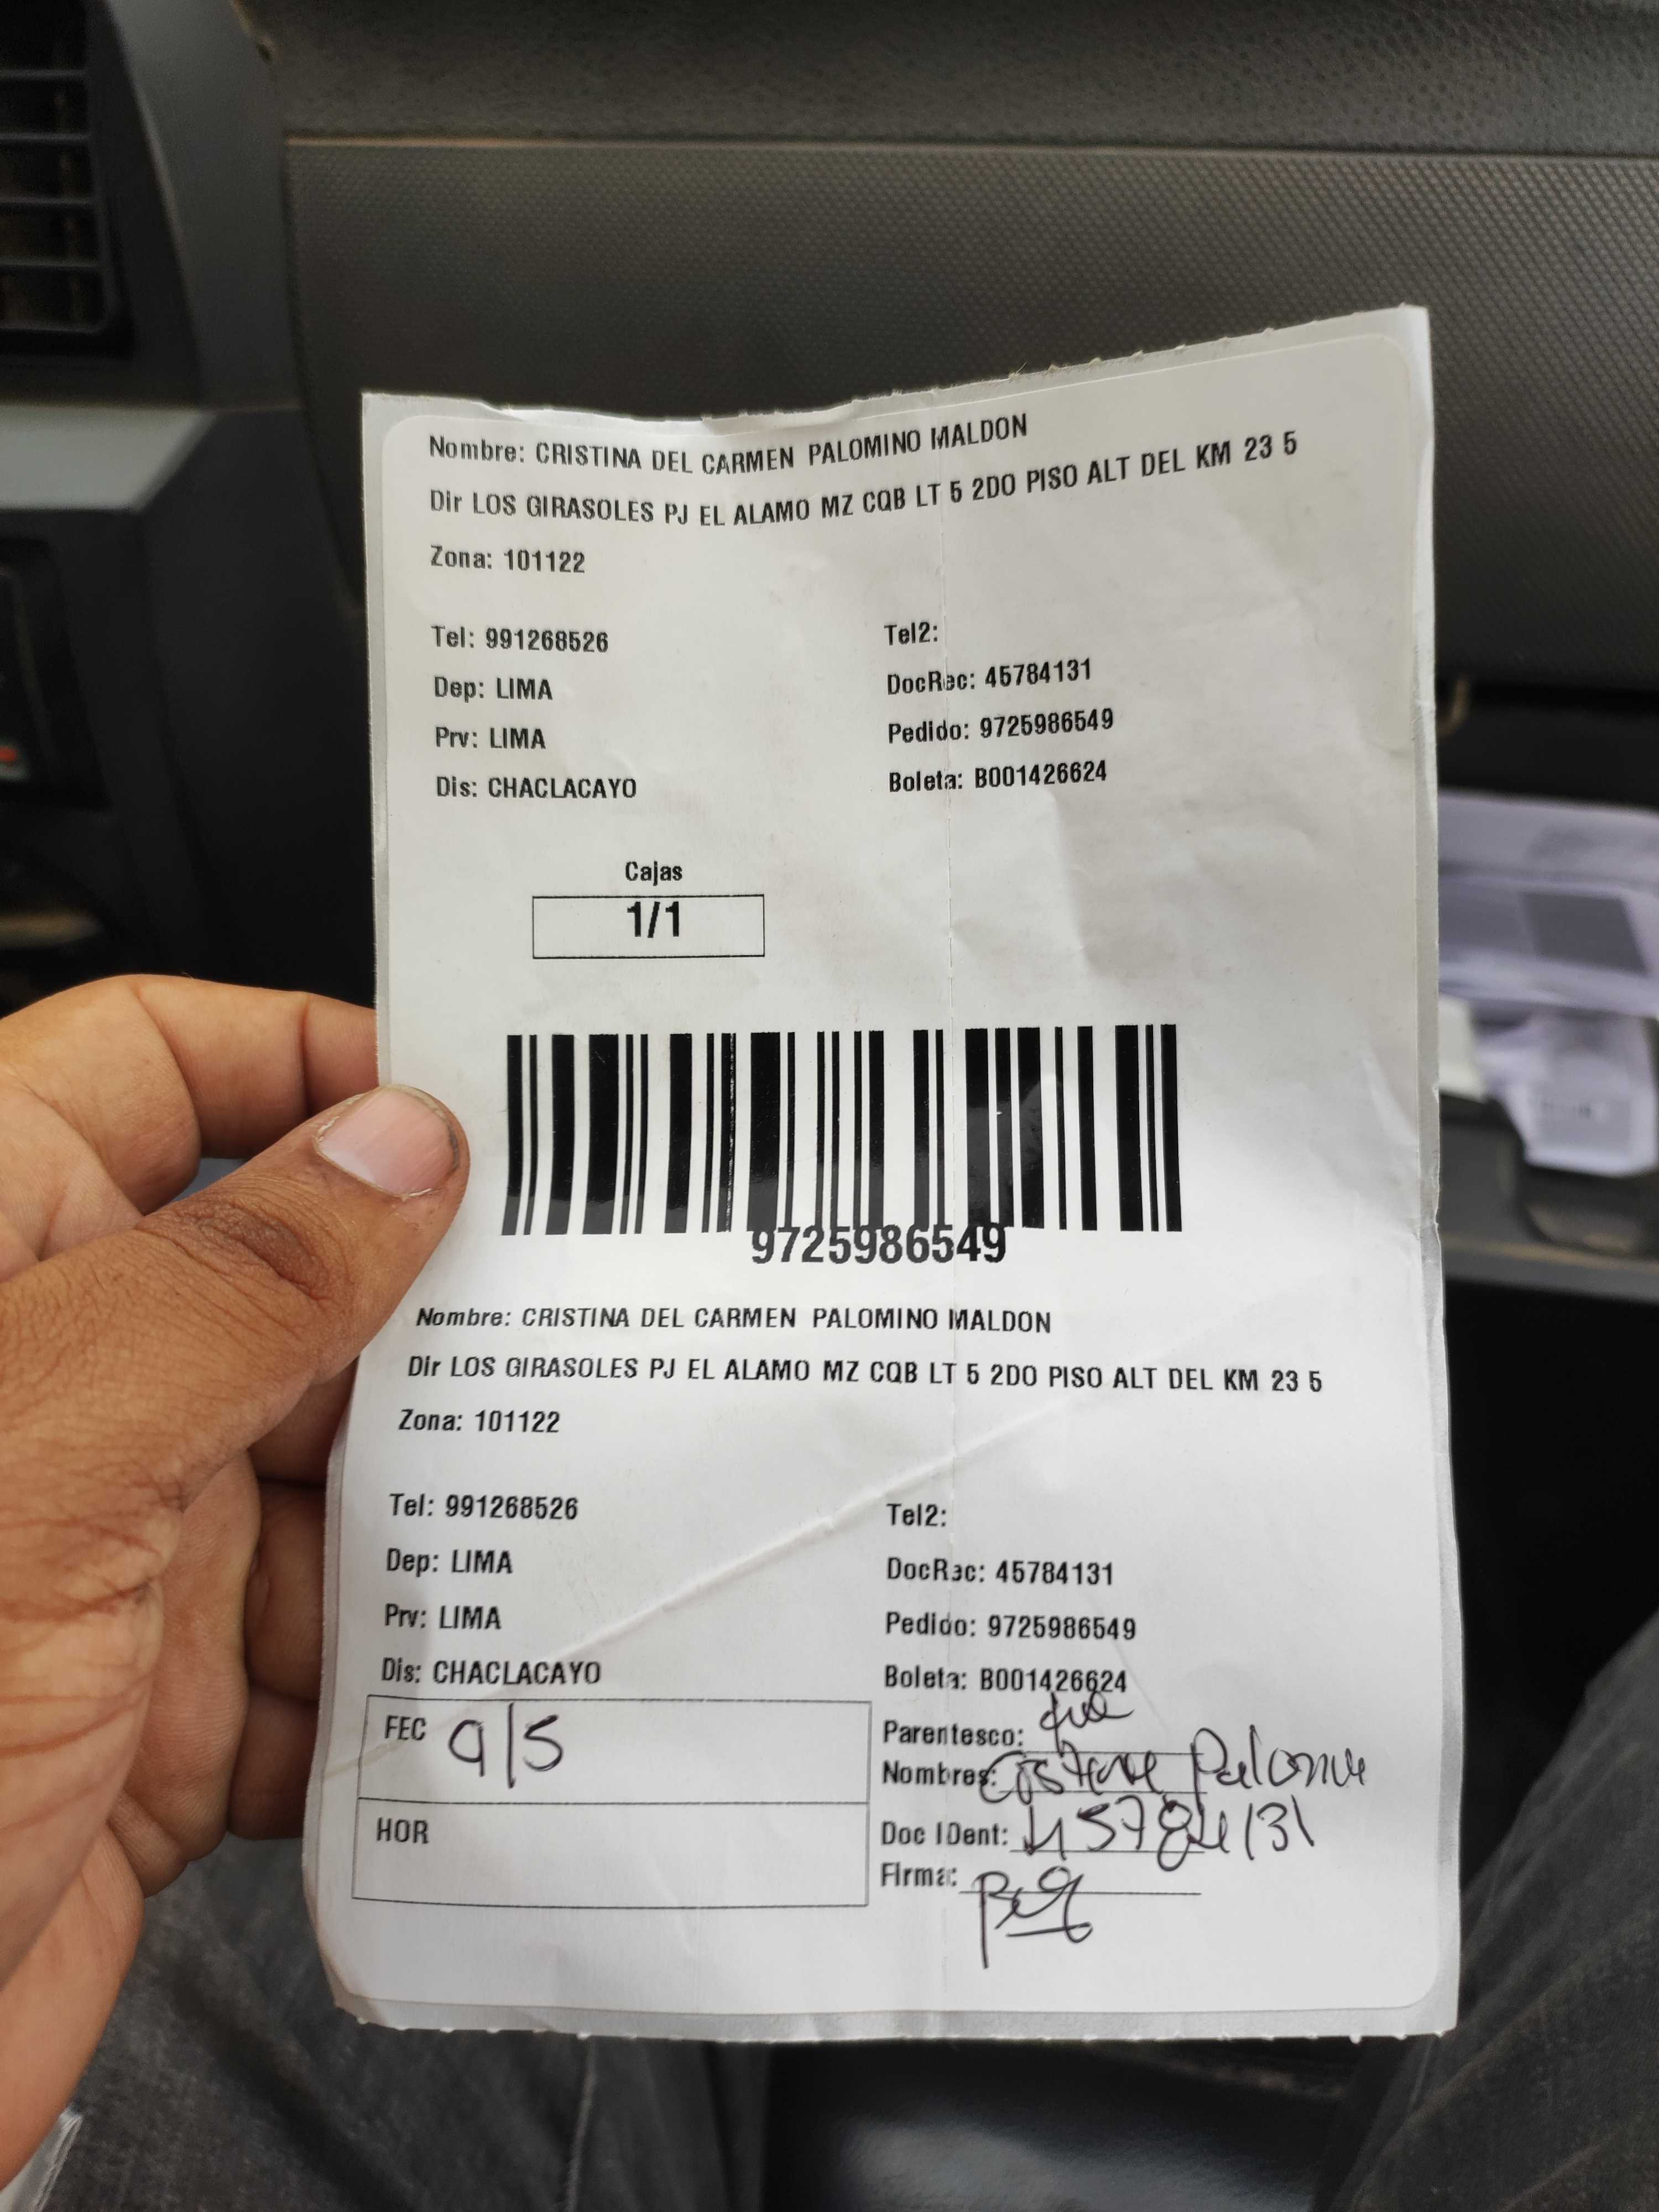 Nombre: CRISTINA DEL CARMEN PALOMINO MALDON
Dir LOS GIRASOLES PJ EL ALAMO MZ CQB LT 5 2DO PISO ALT DEL KM 23 5
Zona: 101122
Tel: 991268526 Tel2:
Dep: LIMA DocRec: 45784131
Prv: LIMA Pedido: 9725986549
Dis: CHACLACAYO Boleta: B001426624
Cajas
1/1
9725986549
Nombre: CRISTINA DEL CARMEN PALOMINO MALDON
Dir LOS GIRASOLES PJ EL ALAMO MZ CQB LT 5 2DO PISO ALT DEL KM 23 5
Zona: 101122
Tel: 991268526 Tel2:
Dep: LIMA DocRec: 45784131
Prv: LIMA Pedido: 9725986549
Dis: CHACLACAYO Boleta: B001426624
FEC 9/5
HOR
Parentesco:
Nombres: Palomino
Doc IDent: 45784131
Firma: